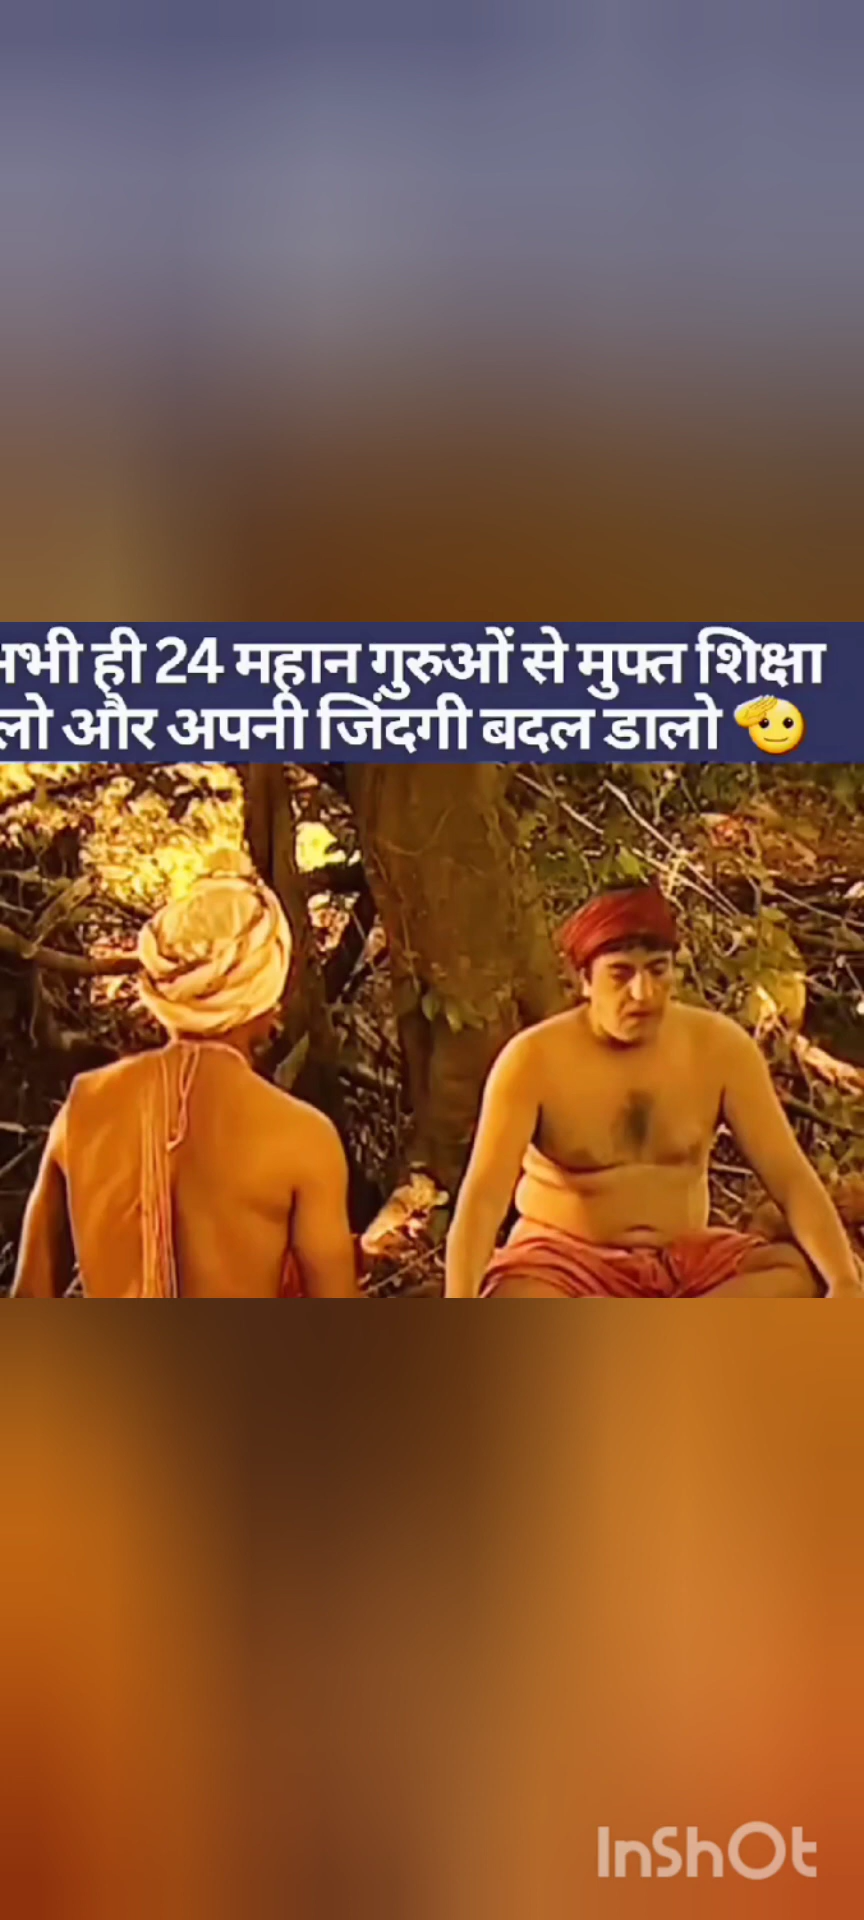 ही 24 महान गुरुओं से मुफ्त शिक्षा
और अपनी जिंदगी बदल डालो 🫡
InShOt